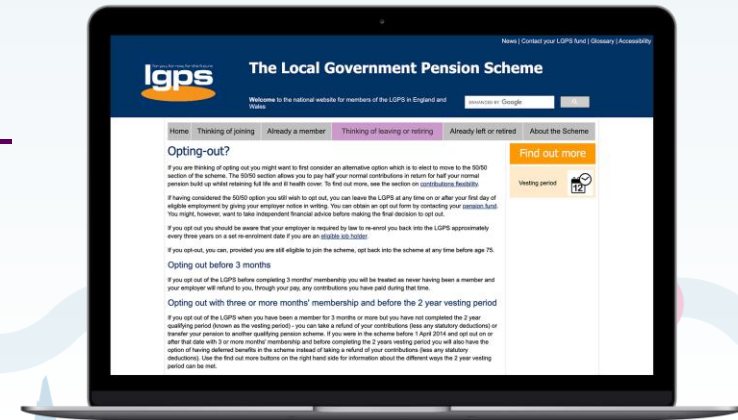 News | Contact your LGPS fund | Glossary | Accessibility
lgps
The Local Government Pension Scheme
Welcome to the national website for members of the LGPS in England and
Wales
ENHANCED BY Google
Home Thinking of joining Already a member Thinking of leaving or retiring Already left or retired About the Scheme
Opting-out?
If you are thinking of opting out you might want to first consider an alternative option which is to elect to move to the 50/50
section of the scheme. The 50/50 section allows you to pay half your normal contributions in return for half your normal
pension build up whilst retaining full life and ill health cover. To find out more, see the section on contributions flexibility.
If having considered the 50/50 option you still wish to opt out, you can leave the LGPS at any time on or after your first day of
eligible employment by giving your employer notice in writing. You can obtain an opt out form by contacting your pension fund.
You might, however, want to take independent financial advice before making the final decision to opt out.
If you opt out you should be aware that your employer is required by law to re-enrol you back into the LGPS approximately
every three years on a set re-enrolment date if you are an eligible job holder.
If you opt-out, you can, provided you are still eligible to join the scheme, opt back into the scheme at any time before age 75.
Opting out before 3 months
If you opt out of the LGPS before completing 3 months' membership you will be treated as never having been a member and
your employer will refund to you, through your pay, any contributions you have paid during that time.
Opting out with three or more months' membership and before the 2 year vesting period
If you opt out of the LGPS when you have been a member for 3 months or more but you have not completed the 2 year
qualifying period (known as the vesting period) - you can take a refund of your contributions (less any statutory deductions) or
transfer your pension to another qualifying pension scheme. If you were in the scheme before 1 April 2014 and opt out on or
after that date with 3 or more months' membership and before completing the 2 years vesting period you will also have the
option of having deferred benefits in the scheme instead of taking a refund of your contributions (less any statutory
deductions). Use the find out more buttons on the right hand side for information about the different ways the 2 year vesting
period can be met.
Find out more
Vesting period
12